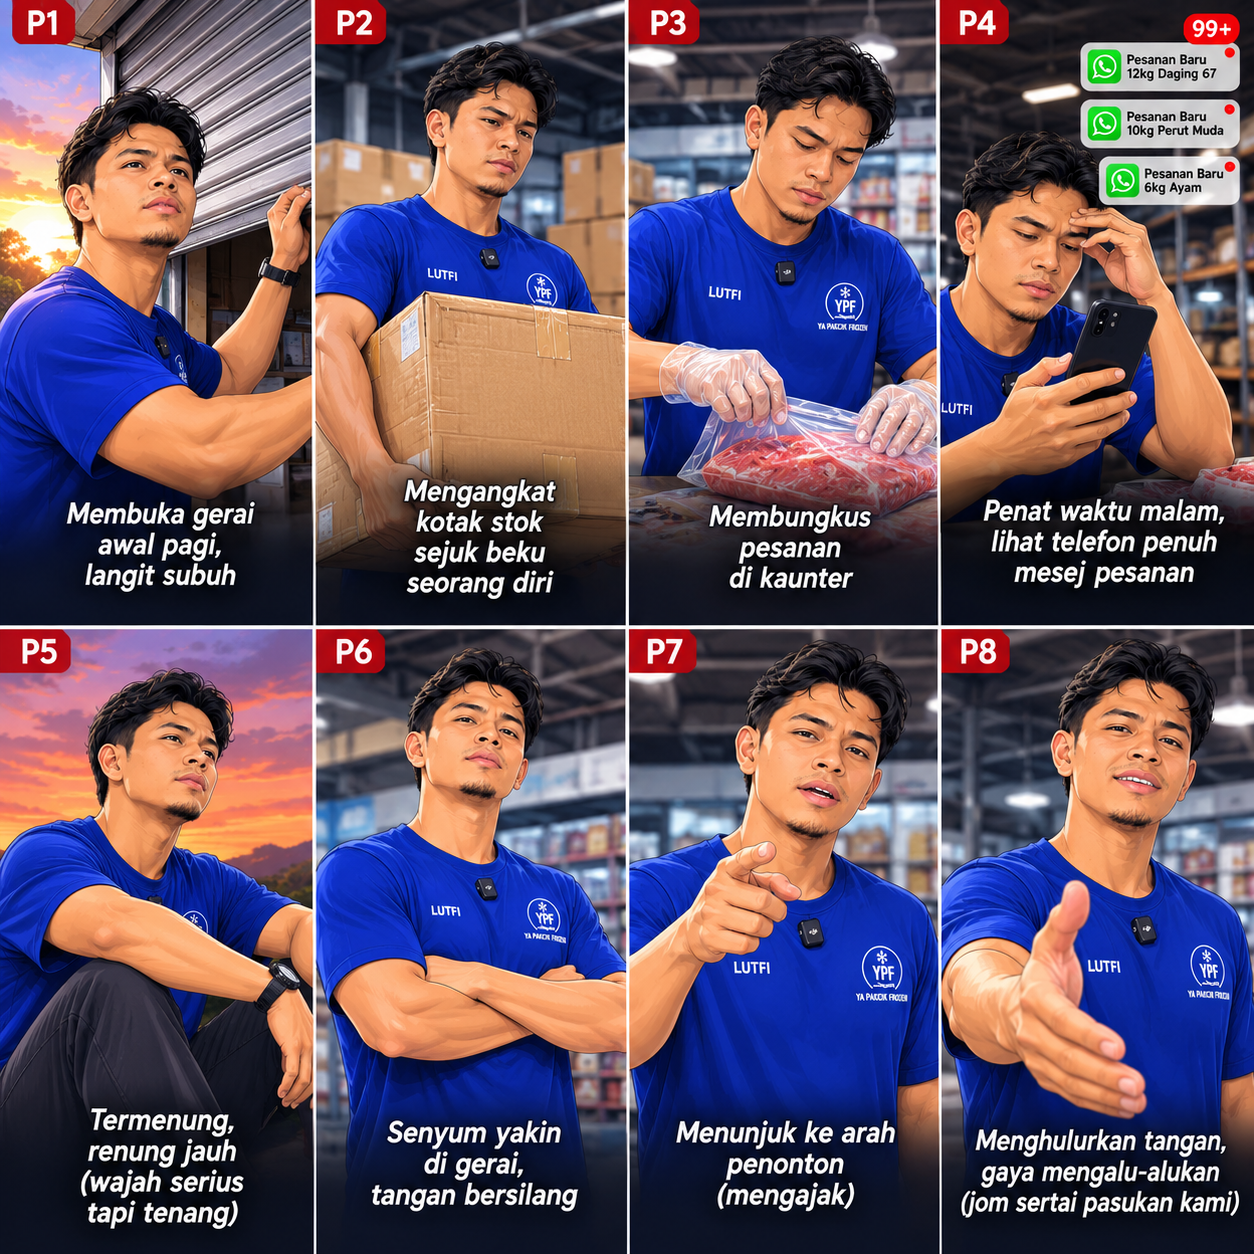 P1
Membuka gerai
awal pagi,
langit subuh
P2
LUTFI
YPF
Mengangkat
kotak stok
sejuk beku
seorang diri
P3
LUTFI
YPF
Membungkus
pesanan
di kaunter
P4
99+
Pesanan Baru
12kg Daging 67
Pesanan Baru
10kg Perut Muda
Pesanan Baru
6kg Ayam
LUTFI
Penat waktu malam,
lihat telefon penuh
mesej pesanan
P5
Termenung,
renung jauh
(wajah serius
tapi tenang)
P6
LUTFI
YPF
Senyum yakin
di gerai,
tangan bersilang
P7
LUTFI
YPF
Menunjuk ke arah
penonton
(mengajak)
P8
LUTFI
YPF
Menghulurkan tangan,
gaya mengalu-alukan
(jom sertai pasukan kami)